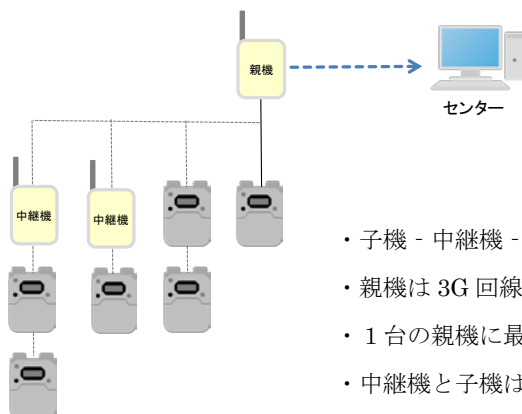 親機
センター
中継機
中継機
・子機 - 中継機 -
・親機は 3G 回線
・１台の親機に最
・中継機と子機は